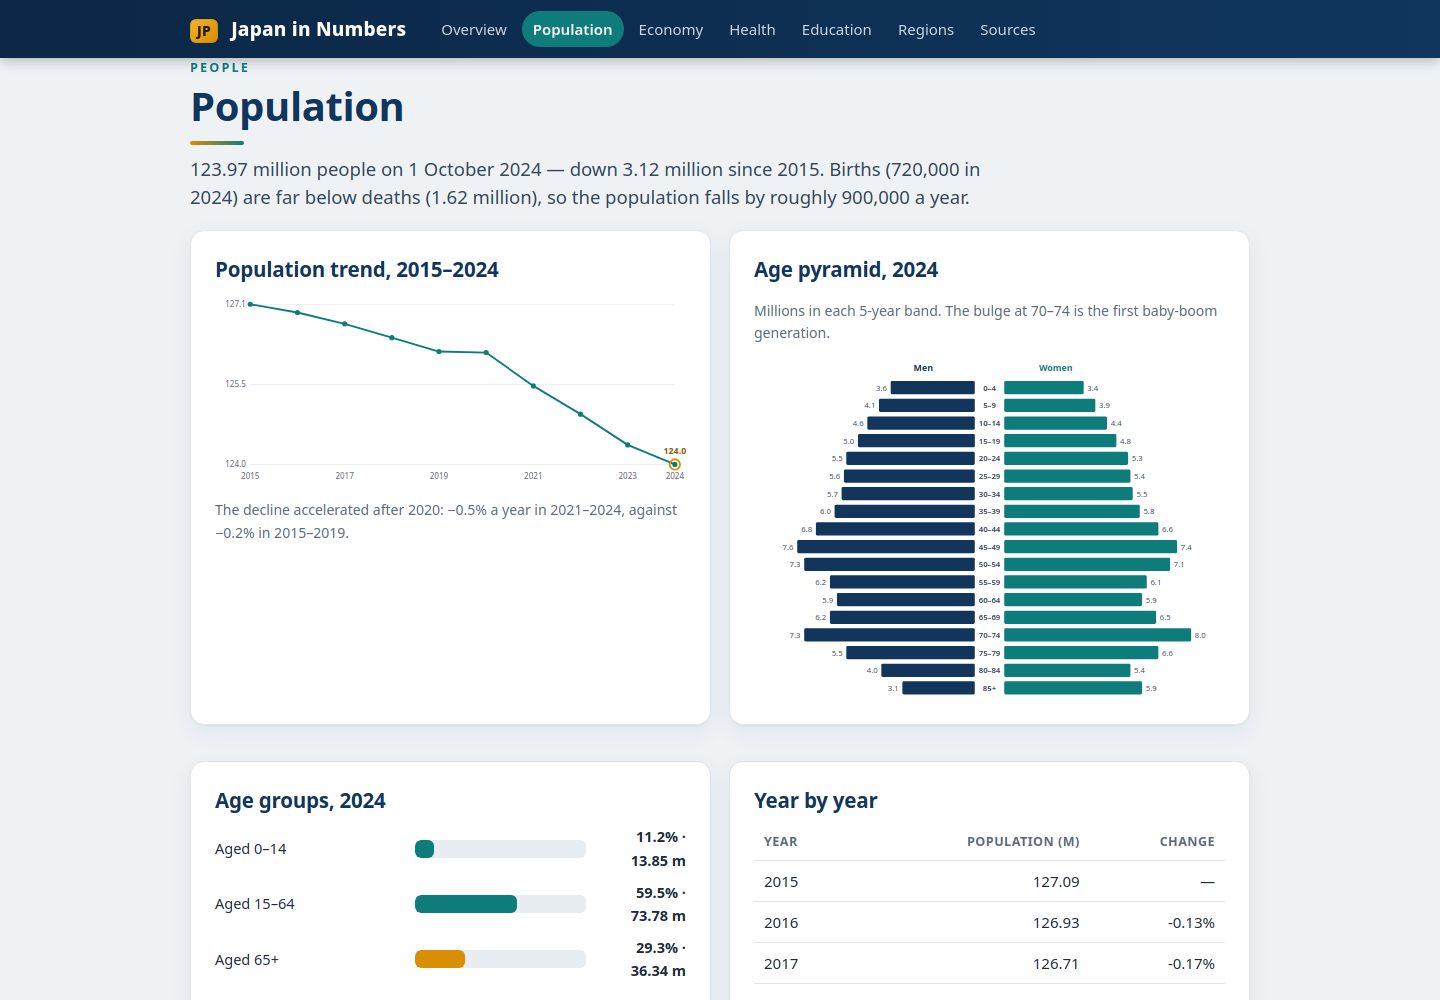 JP Japan in Numbers Overview Population Economy Health Education Regions Sources
PEOPLE
Population
123.97 million people on 1 October 2024 — down 3.12 million since 2015. Births (720,000 in
2024) are far below deaths (1.62 million), so the population falls by roughly 900,000 a year.
Population trend, 2015–2024
127.1
125.5
124.0
124.0
2015 2017 2019 2021 2023 2024
The decline accelerated after 2020: −0.5% a year in 2021–2024, against
−0.2% in 2015–2019.
Age pyramid, 2024
Millions in each 5-year band. The bulge at 70–74 is the first baby-boom
generation.
Men Women
3.6 0–4 3.4
4.1 5–9 3.9
4.6 10–14 4.4
5.0 15–19 4.8
5.5 20–24 5.3
5.6 25–29 5.4
5.7 30–34 5.5
6.0 35–39 5.8
6.8 40–44 6.6
7.6 45–49 7.4
7.3 50–54 7.1
6.2 55–59 6.1
5.9 60–64 5.9
6.2 65–69 6.5
7.3 70–74 8.0
5.5 75–79 6.6
4.0 80–84 5.4
3.1 85+ 5.9
Age groups, 2024
Aged 0–14 11.2% ·
13.85 m
Aged 15–64 59.5% ·
73.78 m
Aged 65+ 29.3% ·
36.34 m
Year by year
YEAR POPULATION (M) CHANGE
2015 127.09 —
2016 126.93 -0.13%
2017 126.71 -0.17%